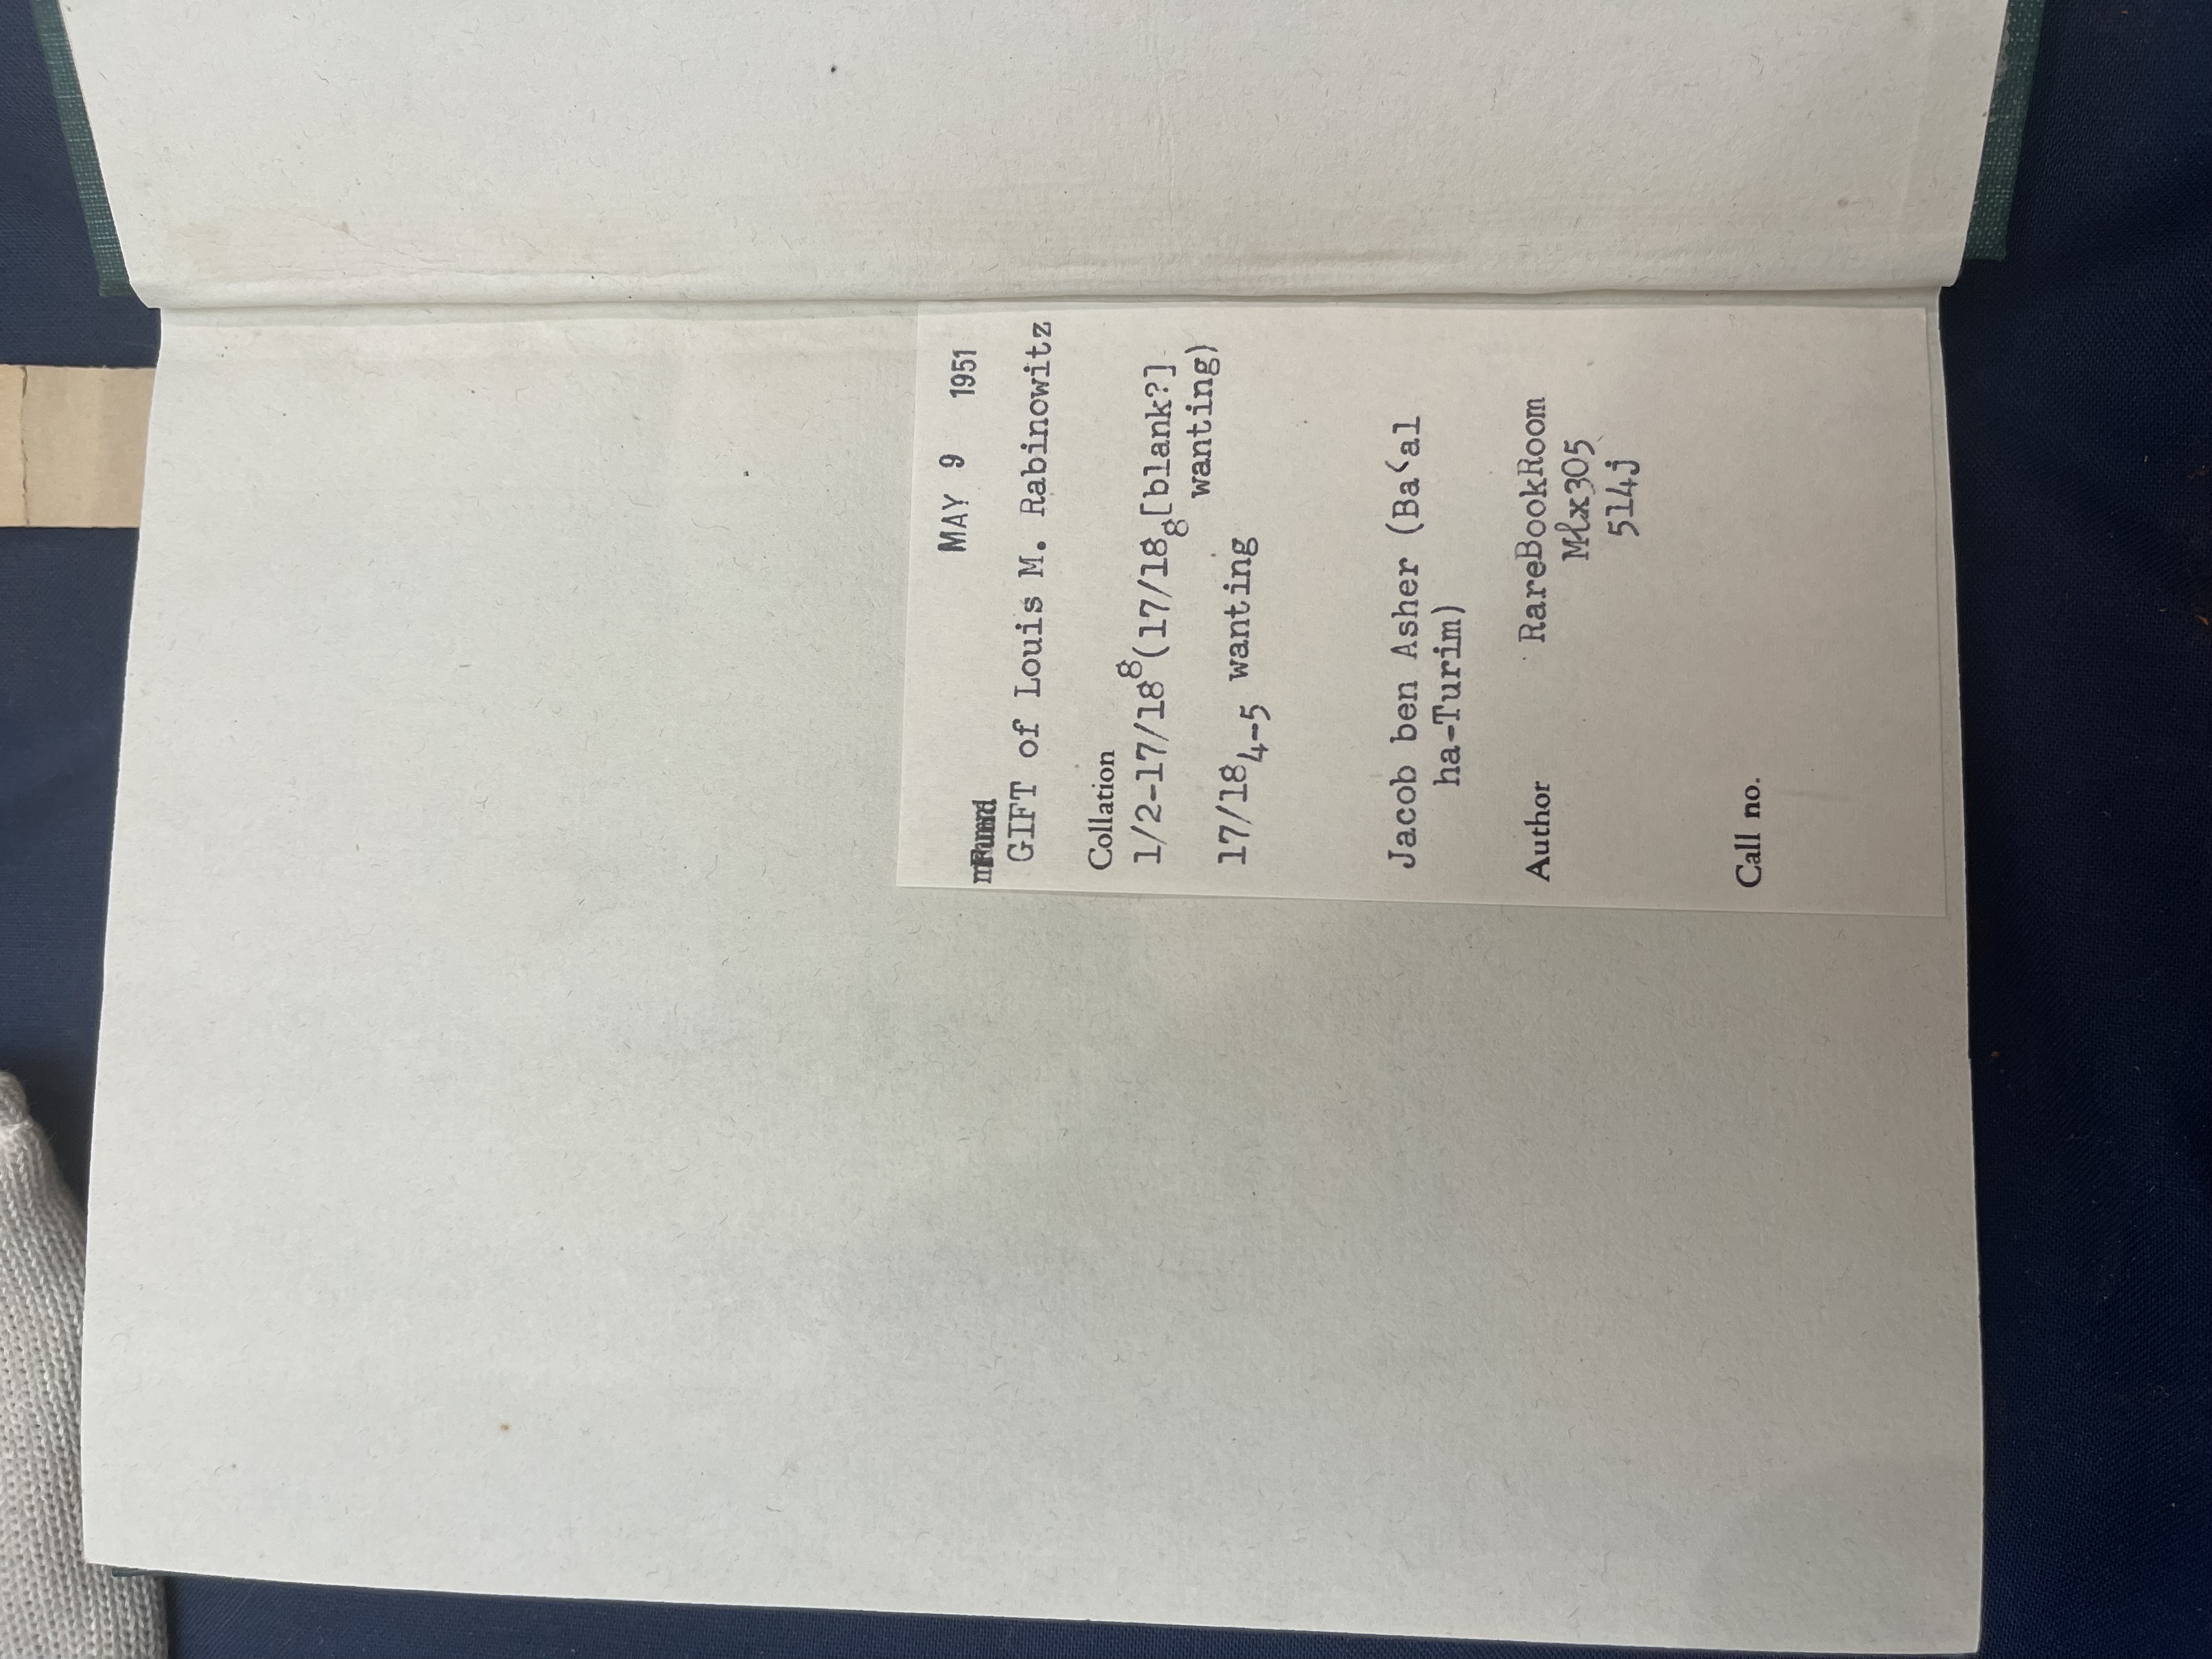 MAY 9 1951
GIFT of Louis M. Rabinowitz
Collation
1/2-17/18⁸(17/18₈[blank?]
wanting)
17/18₄₋₅ wanting
Jacob ben Asher (Baʿal
ha-Turim)
Author RareBookRoom
Mlx305
514j
Call no.